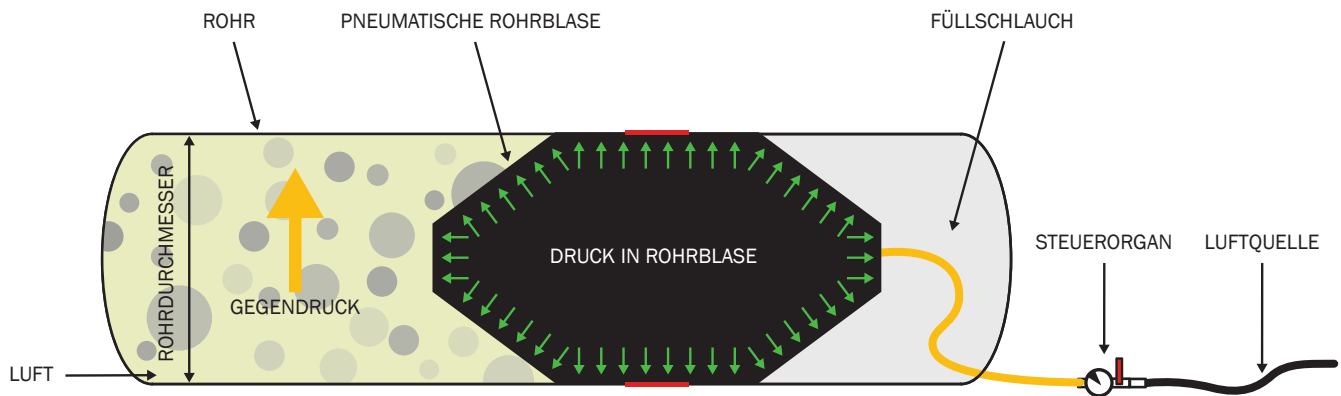 ROHR
PNEUMATISCHE ROHRBLASE
FÜLLSCHLAUCH
ROHRDURCHMESSER
GEGENDRUCK
DRUCK IN ROHRBLASE
STEUERORGAN
LUFTQUELLE
LUFT